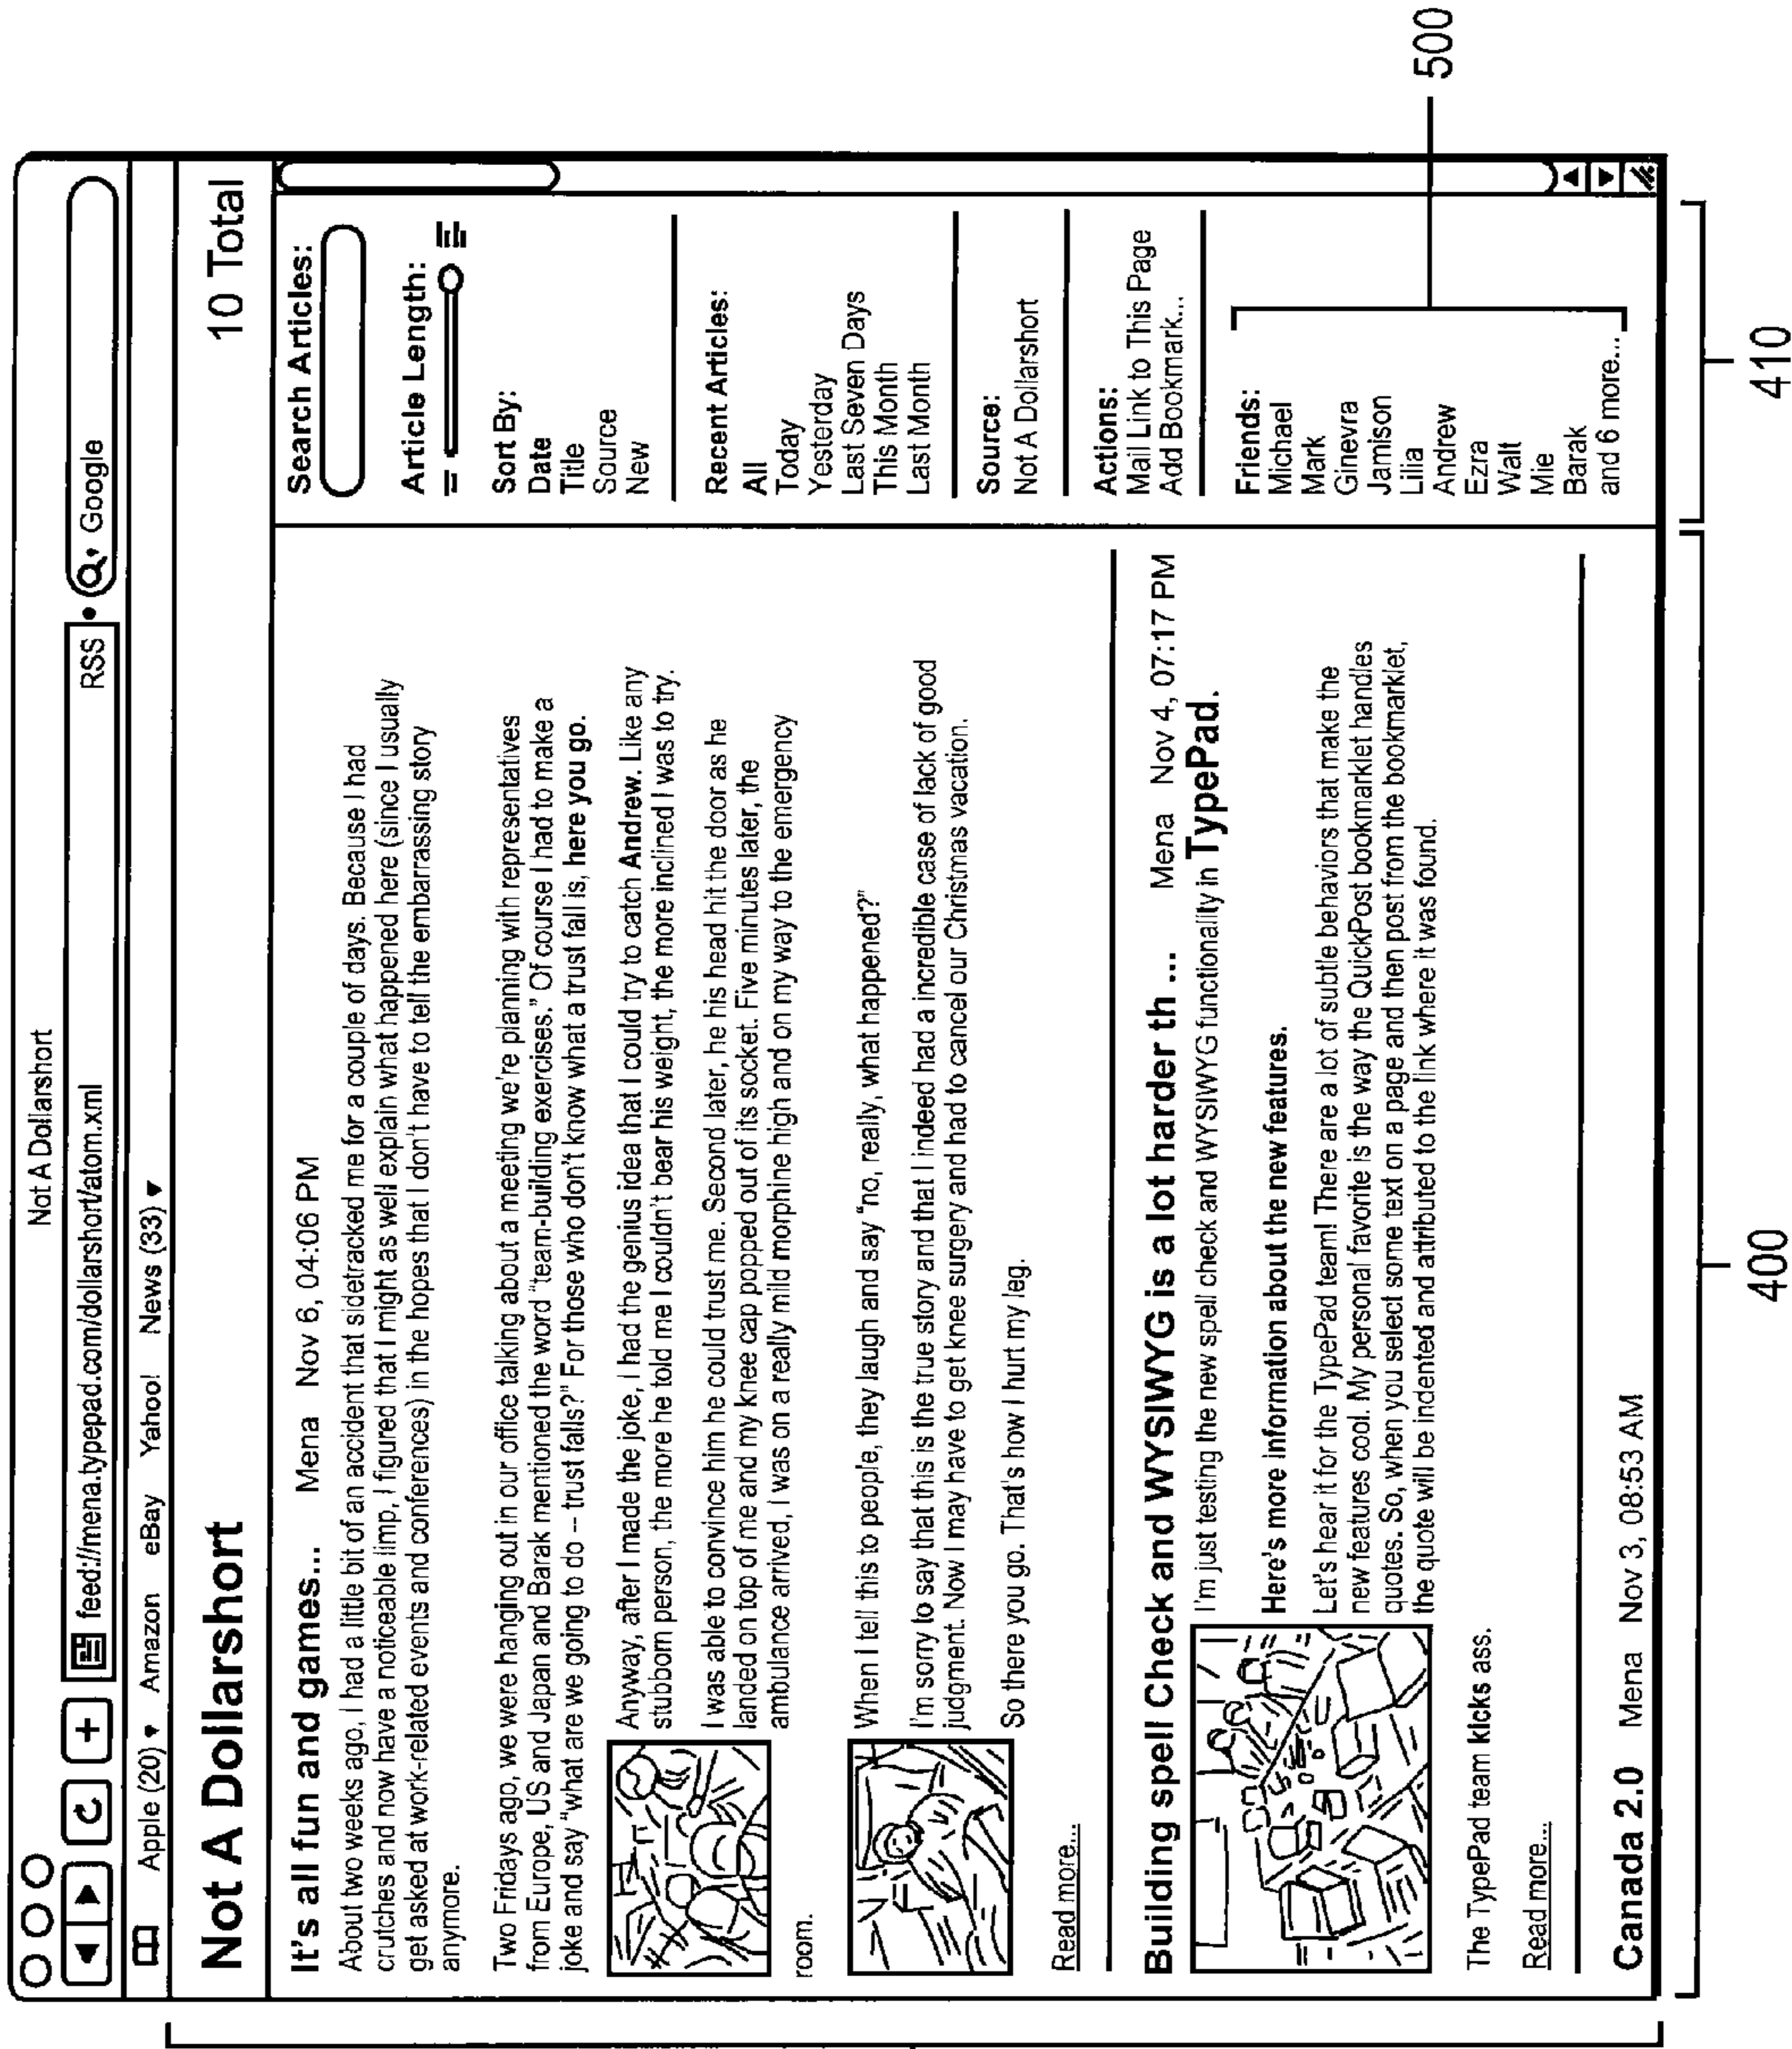 Not A Dollarshort
feed://mena.typepad.com/dollarshort/atom.xml
RSS
Google
Apple (20)
Amazon
eBay
Yahoo!
News (33)
Not A Dollarshort
10 Total
It's all fun and games... Mena Nov 6, 04:06 PM
About two weeks ago, I had a little bit of an accident that sidetracked me for a couple of days. Because I had
crutches and now have a noticeable limp, I figured that I might as well explain what happened here (since I usually
get asked at work-related events and conferences) in the hopes that I don't have to tell the embarrassing story
anymore.
Two Fridays ago, we were hanging out in our office talking about a meeting we're planning with representatives
from Europe, US and Japan and Barak mentioned the word "team-building exercises." Of course I had to make a
joke and say "what are we going to do -- trust falls?" For those who don't know what a trust fall is, here you go.
Anyway, after I made the joke, I had the genius idea that I could try to catch Andrew. Like any
stubborn person, the more he told me I couldn't bear his weight, the more inclined I was to try.
I was able to convince him he could trust me. Second later, he his head hit the door as he
landed on top of me and my knee cap popped out of its socket. Five minutes later, the
ambulance arrived, I was on a really mild morphine high and on my way to the emergency
room.
When I tell this to people, they laugh and say "no, really, what happened?"
I'm sorry to say that this is the true story and that I indeed had a incredible case of lack of good
judgment. Now I may have to get knee surgery and had to cancel our Christmas vacation.
So there you go. That's how I hurt my leg.
Read more...
Building spell Check and WYSIWYG is a lot harder th ... Mena Nov 4, 07:17 PM
I'm just testing the new spell check and WYSIWYG functionality in TypePad.
Here's more information about the new features.
Let's hear it for the TypePad team! There are a lot of subtle behaviors that make the
new features cool. My personal favorite is the way the QuickPost bookmarklet handles
quotes. So, when you select some text on a page and then post from the bookmarklet,
the quote will be indented and attributed to the link where it was found.
The TypePad team kicks ass.
Read more...
Canada 2.0 Mena Nov 3, 08:53 AM
Search Articles:
Article Length:
Sort By:
Date
Title
Source
New
Recent Articles:
All
Today
Yesterday
Last Seven Days
This Month
Last Month
Source:
Not A Dollarshort
Actions:
Mail Link to This Page
Add Bookmark...
Friends:
Michael
Mark
Ginevra
Jamison
Lilia
Andrew
Ezra
Walt
Mie
Barak
and 6 more...
500
400
410